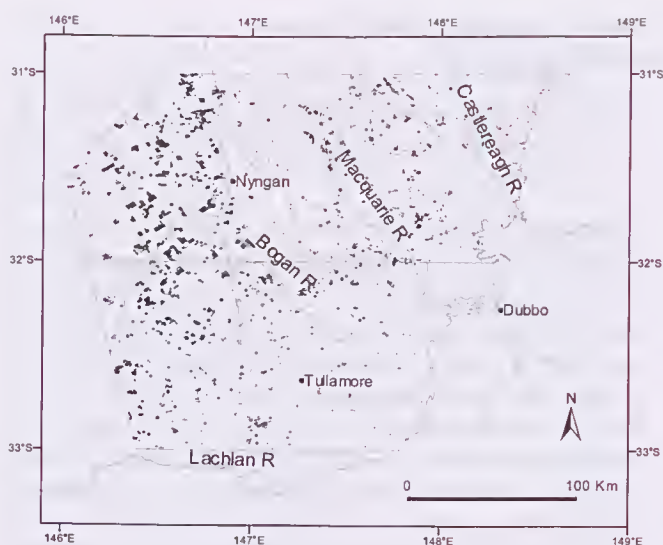 146°E 147°E 148°E 149°E
31°S 31°S
Castlereagh R
Macquarie R
Nyngan
Bogan R
32°S 32°S
Dubbo
Tullamore
N
33°S 33°S
Lachlan R
0 100 Km
146°E 147°E 148°E 149°E